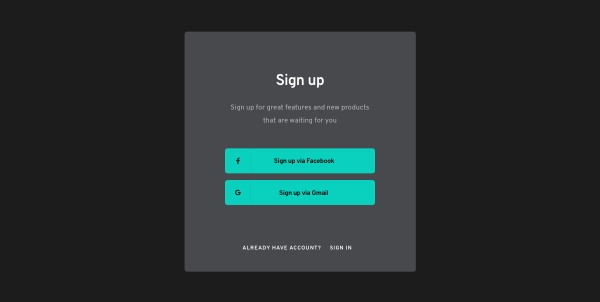 Sign up
Sign up for great features and new products
that are waiting for you
Sign up via Facebook
G Sign up via Gmail
ALREADY HAVE ACCOUNT? SIGN IN